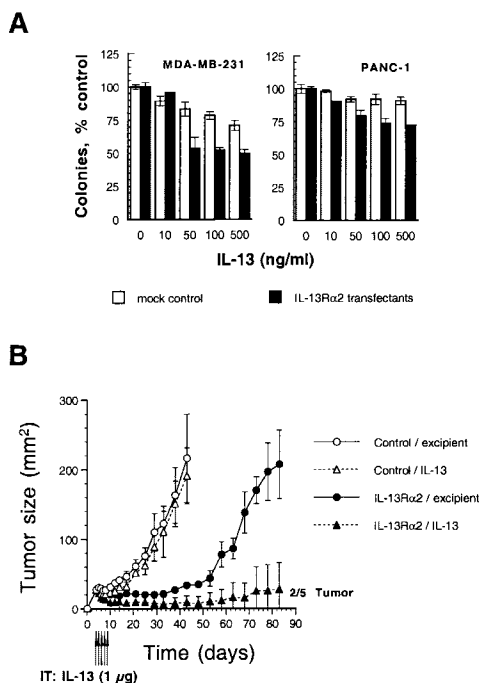 A
MDA-MB-231
PANC-1
Colonies, % control
125
100
75
50
25
0
125
100
75
50
25
0
0 10 50 100 500
0 10 50 100 500
IL-13 (ng/ml)
mock control
IL-13Rα2 transfectants
B
Tumor size (mm²)
300
200
100
0
0 10 20 30 40 50 60 70 80 90
Control / excipient
Control / IL-13
IL-13Rα2 / excipient
IL-13Rα2 / IL-13
2/5 Tumor
Time (days)
IT: IL-13 (1 µg)